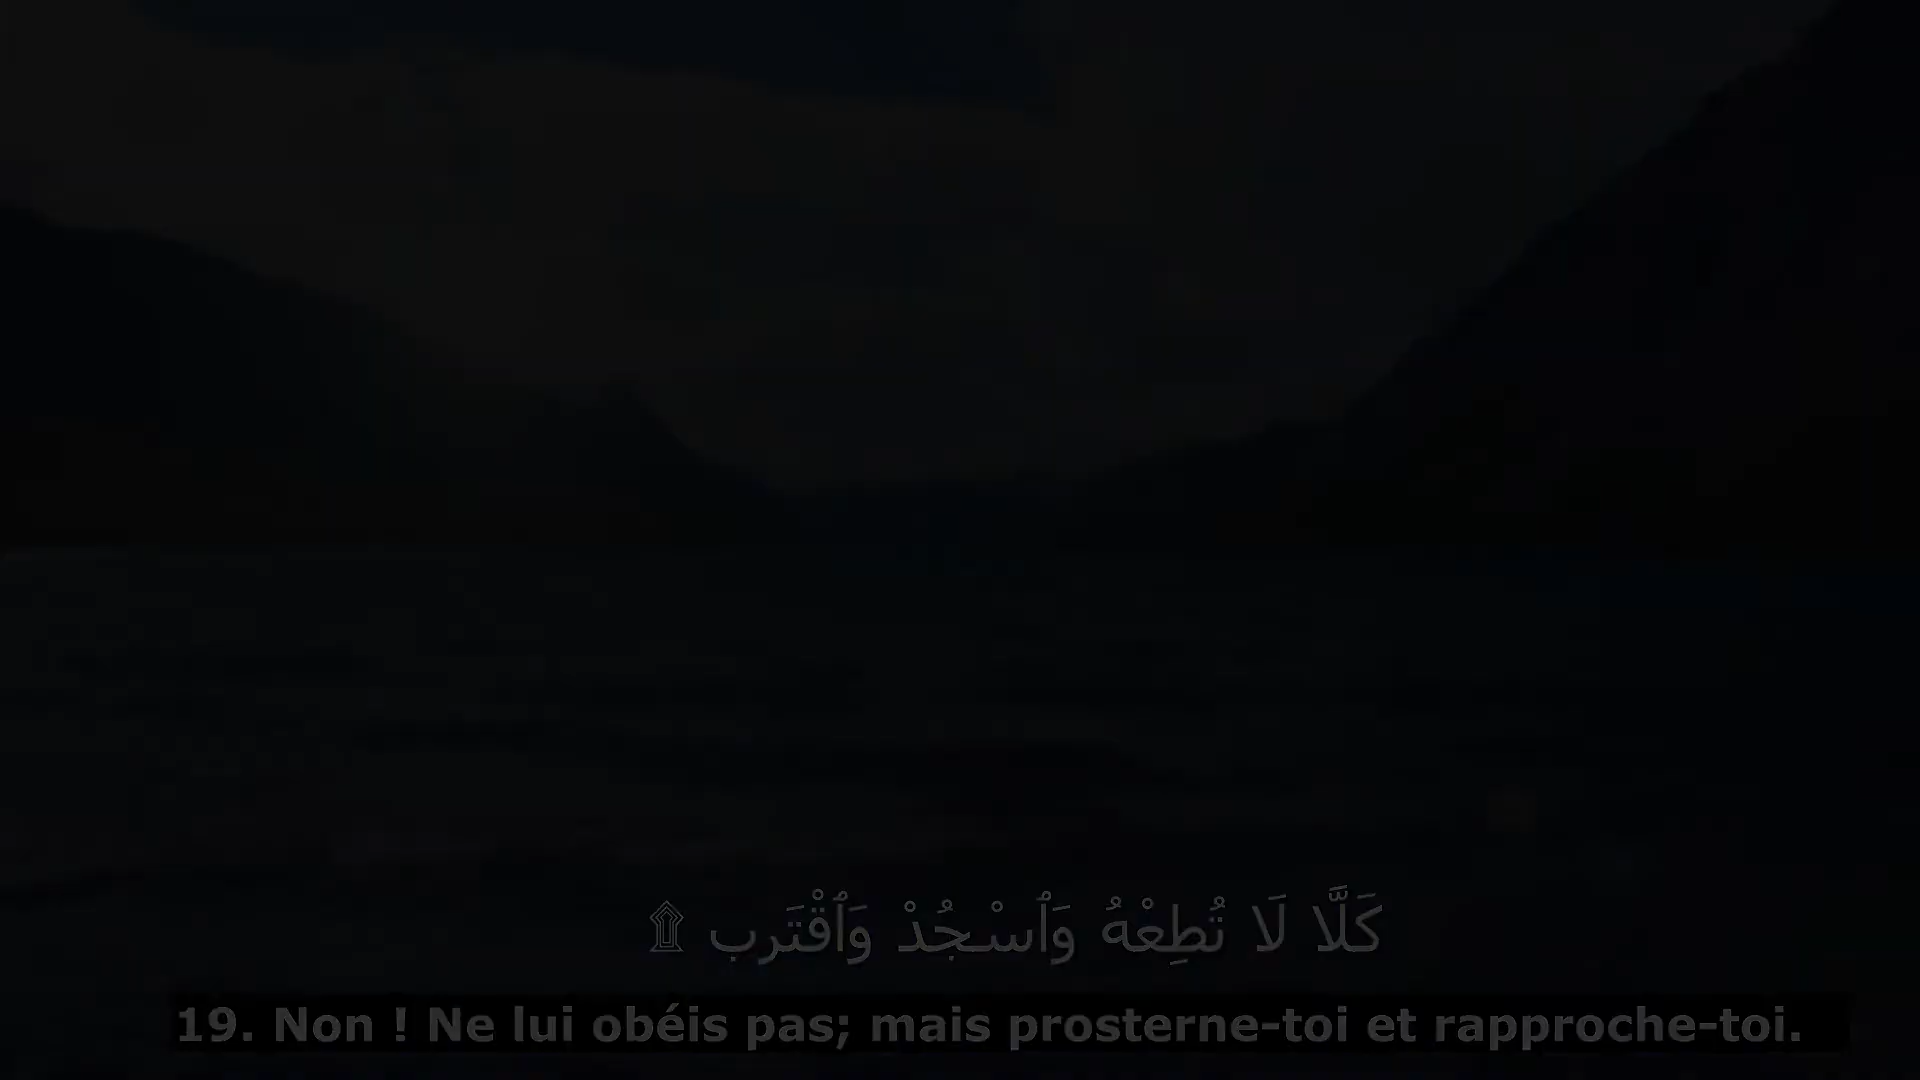 كَلَّا لَا تُطِعْهُ وَٱسْجُدْ وَٱقْتَرِب ۩
19. Non ! Ne lui obéis pas; mais prosterne-toi et rapproche-toi.